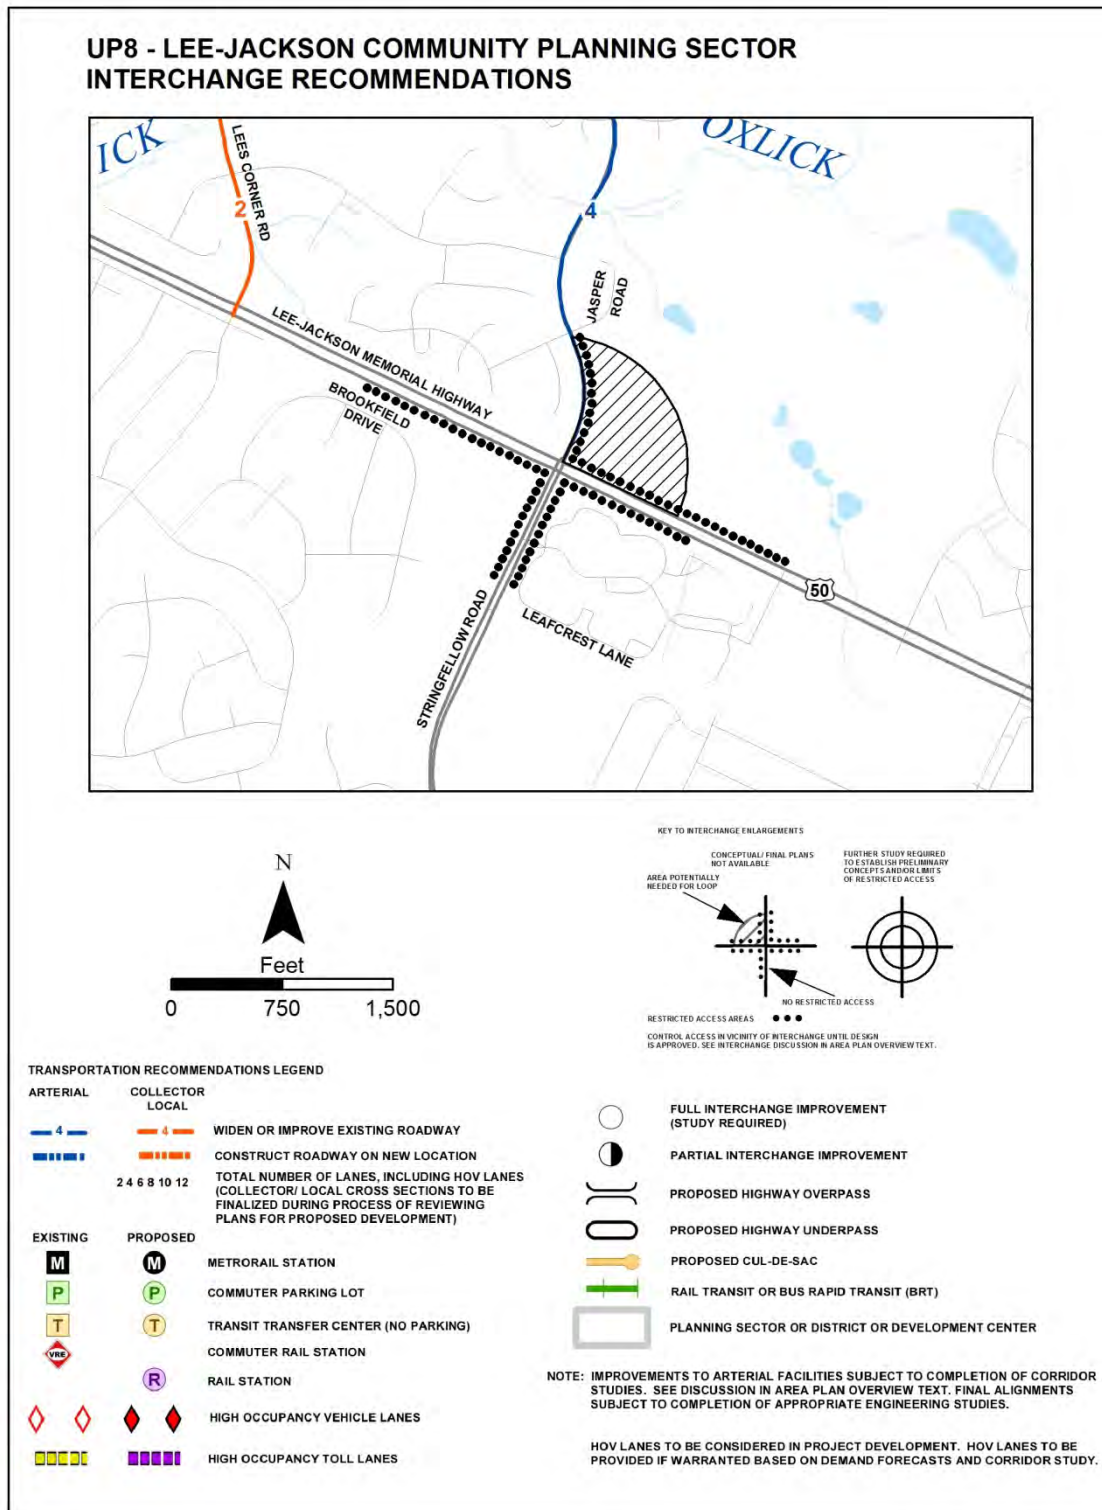 UP8 - LEE-JACKSON COMMUNITY PLANNING SECTOR
INTERCHANGE RECOMMENDATIONS
ICK
OXLICK
LEES CORNER RD
2
4
JASPER
ROAD
LEE-JACKSON MEMORIAL HIGHWAY
BROOKFIELD
DRIVE
50
STRINGFELLOW ROAD
LEAFCREST LANE
N
Feet
0 750 1,500
KEY TO INTERCHANGE ENLARGEMENTS
CONCEPTUAL/ FINAL PLANS
NOT AVAILABLE
AREA POTENTIALLY
NEEDED FOR LOOP
FURTHER STUDY REQUIRED
TO ESTABLISH PRELIMINARY
CONCEPTS AND/OR LIMITS
OF RESTRICTED ACCESS
NO RESTRICTED ACCESS
RESTRICTED ACCESS AREAS
CONTROL ACCESS IN VICINITY OF INTERCHANGE UNTIL DESIGN
IS APPROVED. SEE INTERCHANGE DISCUSSION IN AREA PLAN OVERVIEW TEXT.
TRANSPORTATION RECOMMENDATIONS LEGEND
ARTERIAL
COLLECTOR
LOCAL
4 4 WIDEN OR IMPROVE EXISTING ROADWAY
CONSTRUCT ROADWAY ON NEW LOCATION
2 4 6 8 10 12 TOTAL NUMBER OF LANES, INCLUDING HOV LANES
(COLLECTOR/ LOCAL CROSS SECTIONS TO BE
FINALIZED DURING PROCESS OF REVIEWING
PLANS FOR PROPOSED DEVELOPMENT)
EXISTING PROPOSED
M M METRORAIL STATION
P P COMMUTER PARKING LOT
T T TRANSIT TRANSFER CENTER (NO PARKING)
VRE COMMUTER RAIL STATION
R RAIL STATION
HIGH OCCUPANCY VEHICLE LANES
HIGH OCCUPANCY TOLL LANES
FULL INTERCHANGE IMPROVEMENT
(STUDY REQUIRED)
PARTIAL INTERCHANGE IMPROVEMENT
PROPOSED HIGHWAY OVERPASS
PROPOSED HIGHWAY UNDERPASS
PROPOSED CUL-DE-SAC
RAIL TRANSIT OR BUS RAPID TRANSIT (BRT)
PLANNING SECTOR OR DISTRICT OR DEVELOPMENT CENTER
NOTE: IMPROVEMENTS TO ARTERIAL FACILITIES SUBJECT TO COMPLETION OF CORRIDOR
STUDIES. SEE DISCUSSION IN AREA PLAN OVERVIEW TEXT. FINAL ALIGNMENTS
SUBJECT TO COMPLETION OF APPROPRIATE ENGINEERING STUDIES.
HOV LANES TO BE CONSIDERED IN PROJECT DEVELOPMENT. HOV LANES TO BE
PROVIDED IF WARRANTED BASED ON DEMAND FORECASTS AND CORRIDOR STUDY.